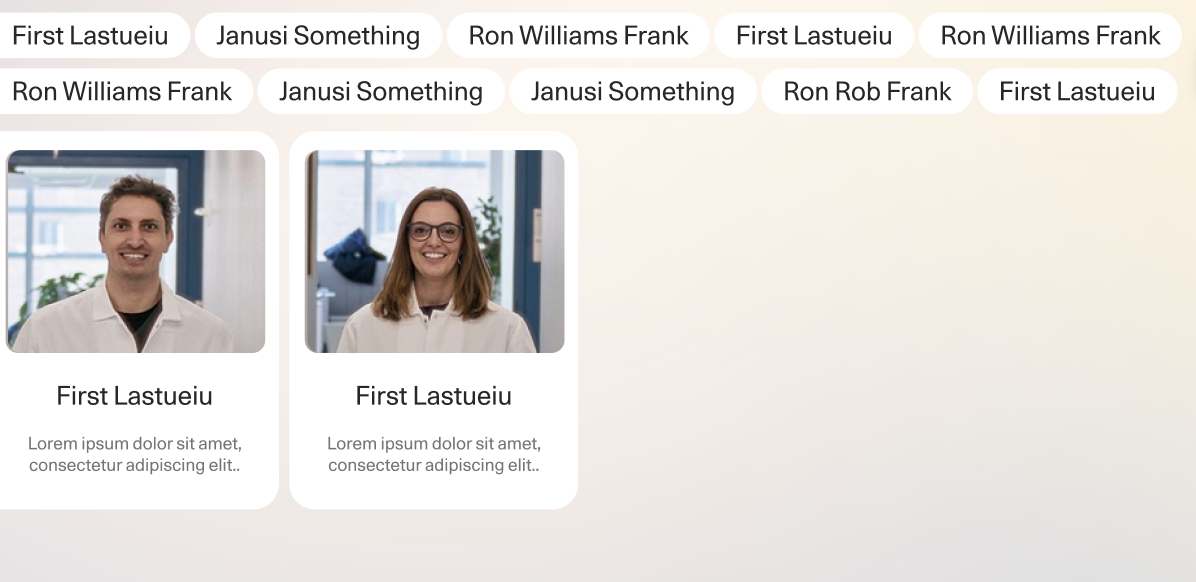 First Lastueiu Janusi Something Ron Williams Frank First Lastueiu Ron Williams Frank
Ron Williams Frank Janusi Something Janusi Something Ron Rob Frank First Lastueiu
First Lastueiu
Lorem ipsum dolor sit amet,
consectetur adipiscing elit..
First Lastueiu
Lorem ipsum dolor sit amet,
consectetur adipiscing elit..